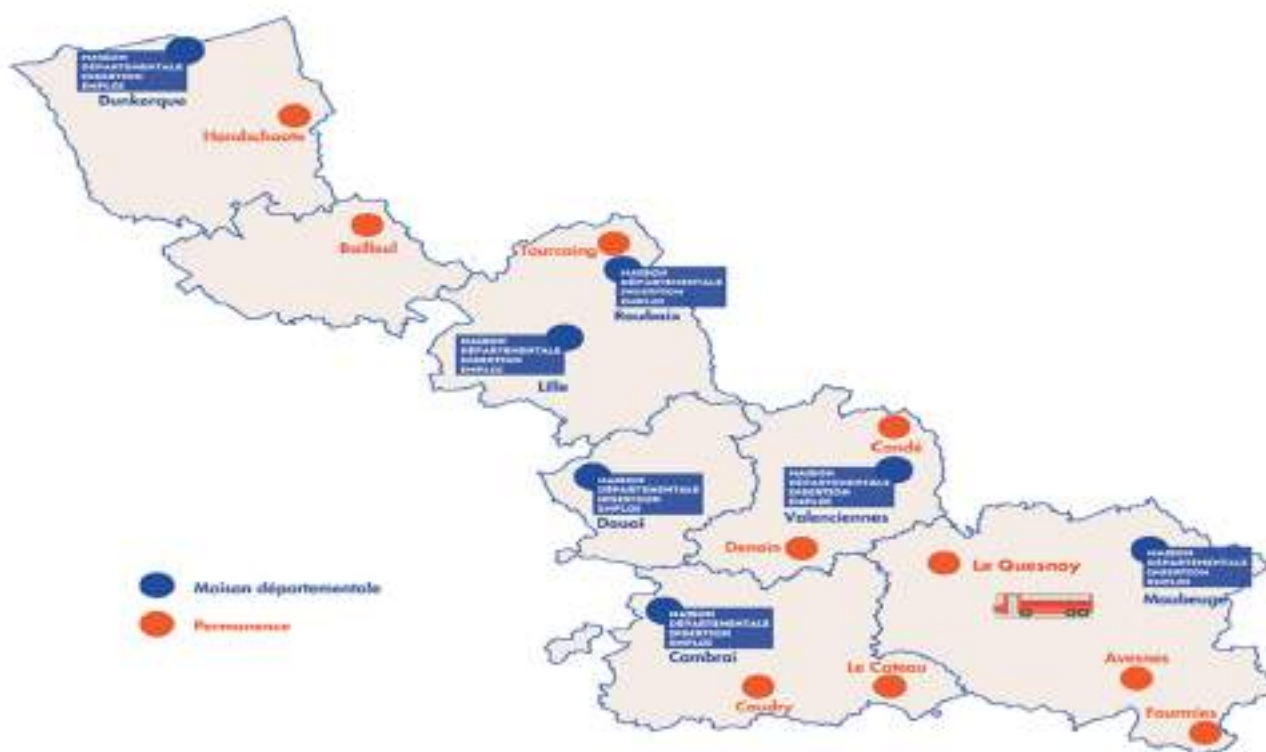 MAISON
DÉPARTEMENTALE
INSERTION
EMPLOI
Dunkerque
Hondschoote
Bailleul
Tourcoing
MAISON
DÉPARTEMENTALE
INSERTION
EMPLOI
Roubaix
MAISON
DÉPARTEMENTALE
INSERTION
EMPLOI
Lille
Condé
MAISON
DÉPARTEMENTALE
INSERTION
EMPLOI
Valenciennes
MAISON
DÉPARTEMENTALE
INSERTION
EMPLOI
Douai
Denain
Le Quesnoy
MAISON
DÉPARTEMENTALE
INSERTION
EMPLOI
Maubeuge
Maison départementale
Permanence
MAISON
DÉPARTEMENTALE
INSERTION
EMPLOI
Cambrai
Le Cateau
Caudry
Avesnes
Fourmies